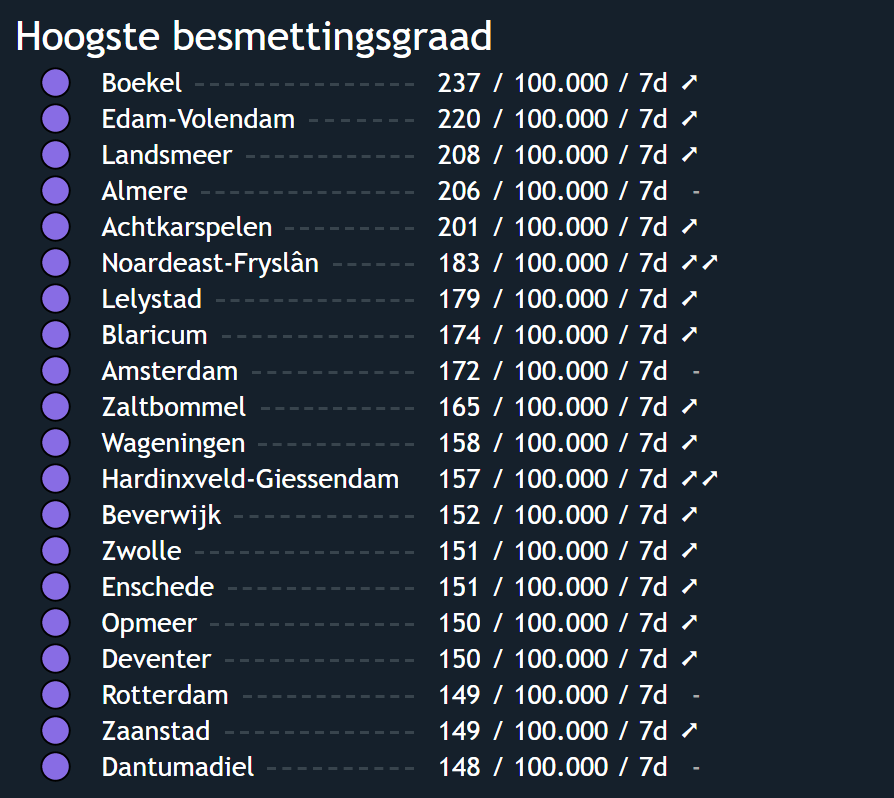 Hoogste besmettingsgraad
Boekel 237 / 100.000 / 7d ➚
Edam-Volendam 220 / 100.000 / 7d ➚
Landsmeer 208 / 100.000 / 7d ➚
Almere 206 / 100.000 / 7d -
Achtkarspelen 201 / 100.000 / 7d ➚
Noardeast-Fryslân 183 / 100.000 / 7d ➚➚
Lelystad 179 / 100.000 / 7d ➚
Blaricum 174 / 100.000 / 7d ➚
Amsterdam 172 / 100.000 / 7d -
Zaltbommel 165 / 100.000 / 7d ➚
Wageningen 158 / 100.000 / 7d ➚
Hardinxveld-Giessendam 157 / 100.000 / 7d ➚➚
Beverwijk 152 / 100.000 / 7d ➚
Zwolle 151 / 100.000 / 7d ➚
Enschede 151 / 100.000 / 7d ➚
Opmeer 150 / 100.000 / 7d ➚
Deventer 150 / 100.000 / 7d ➚
Rotterdam 149 / 100.000 / 7d -
Zaanstad 149 / 100.000 / 7d ➚
Dantumadiel 148 / 100.000 / 7d -